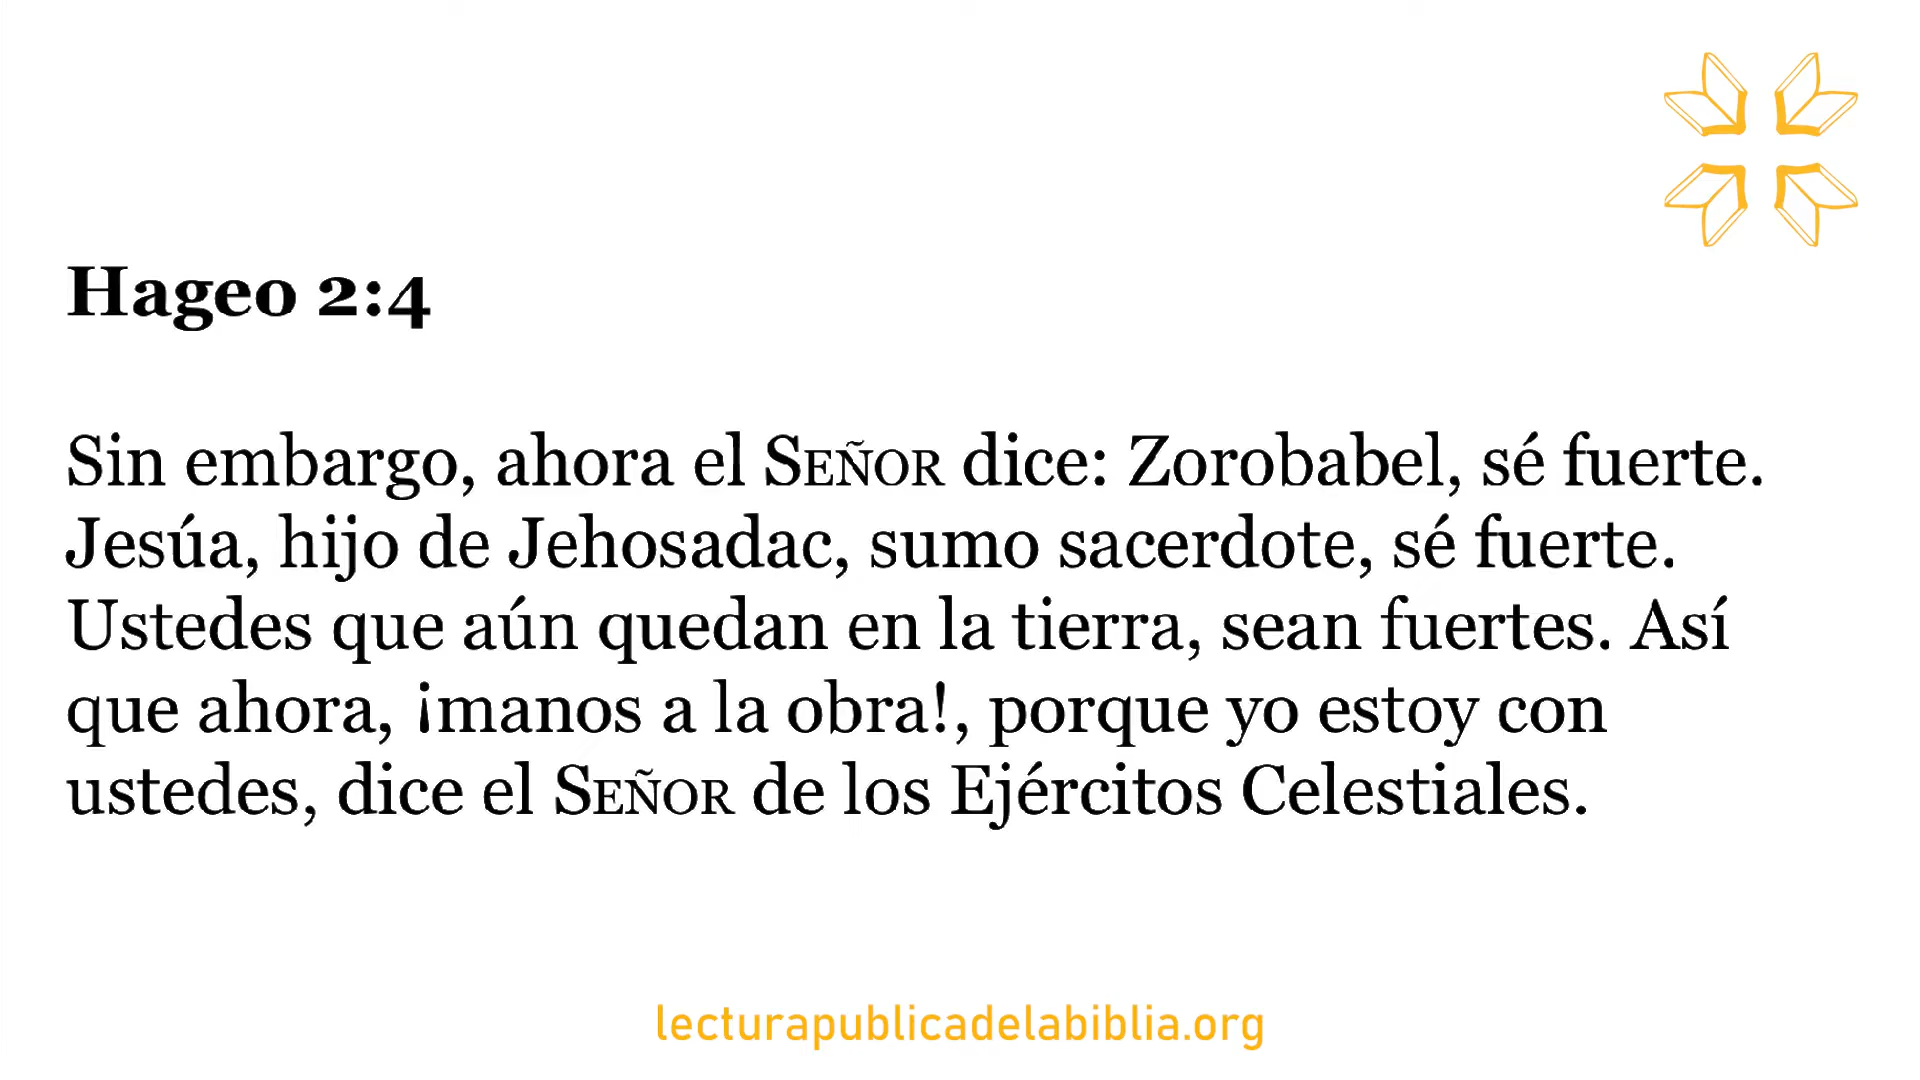 Hageo 2:4
Sin embargo, ahora el SEÑOR dice: Zorobabel, sé fuerte.
Jesúa, hijo de Jehosadac, sumo sacerdote, sé fuerte.
Ustedes que aún quedan en la tierra, sean fuertes. Así
que ahora, ¡manos a la obra!, porque yo estoy con
ustedes, dice el SEÑOR de los Ejércitos Celestiales.
lecturapublicadelabiblia.org